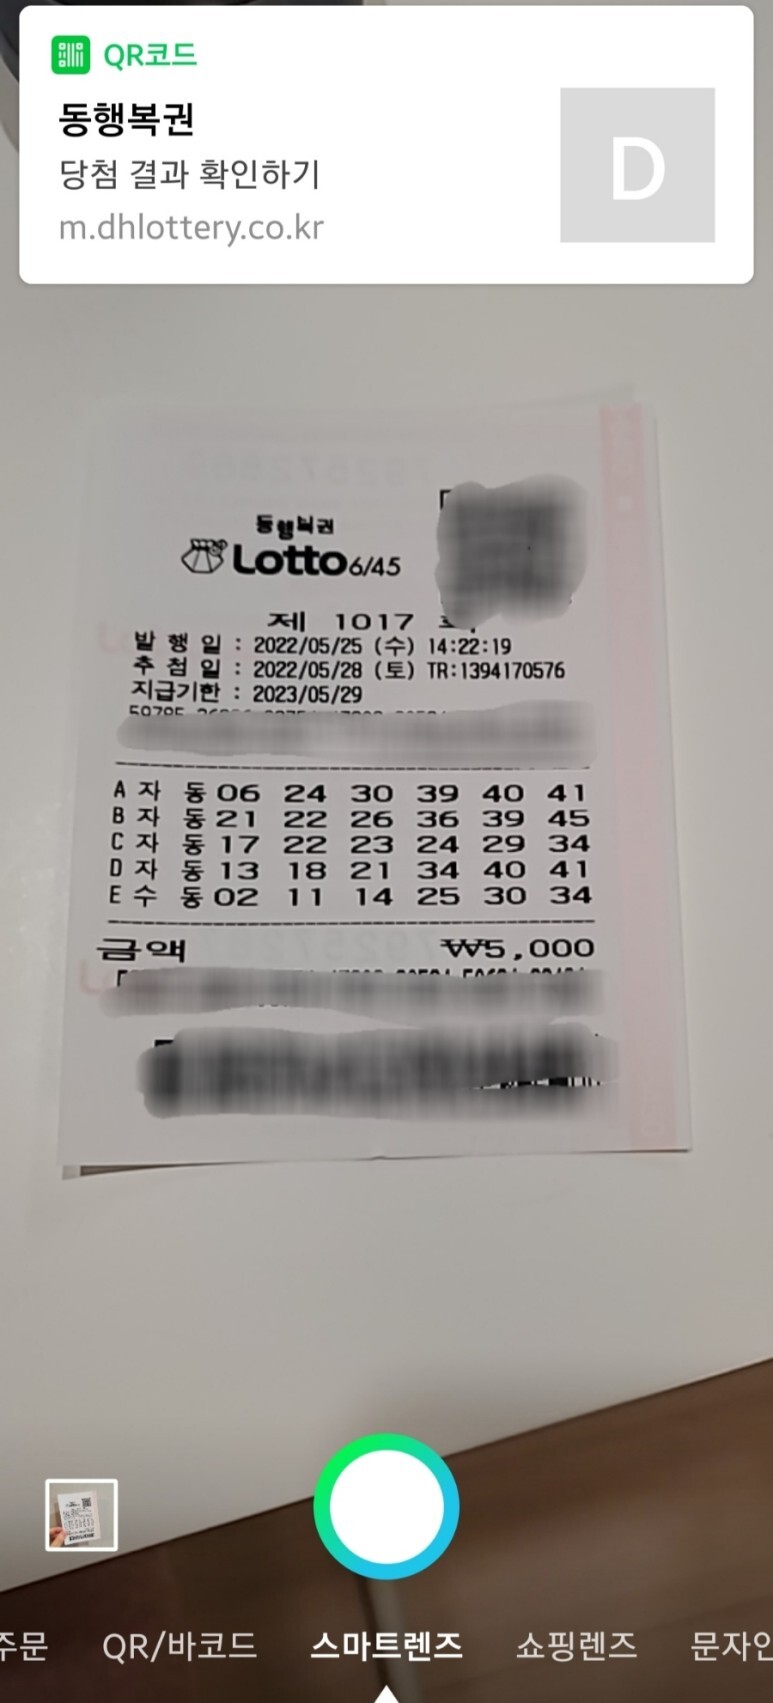 QR코드
동행복권
당첨 결과 확인하기
m.dhlottery.co.kr
D
동행복권
Lotto 6/45
제 1017
발 행 일 : 2022/05/25 (수) 14:22:19
추 첨 일 : 2022/05/28 (토) TR:1394170576
지급기한 : 2023/05/29
A 자 동 06 24 30 39 40 41
B 자 동 21 22 26 36 39 45
C 자 동 17 22 23 24 29 34
D 자 동 13 18 21 34 40 41
E 수 동 02 11 14 25 30 34
금액 ₩5,000
주문 QR/바코드 스마트렌즈 쇼핑렌즈 문자인